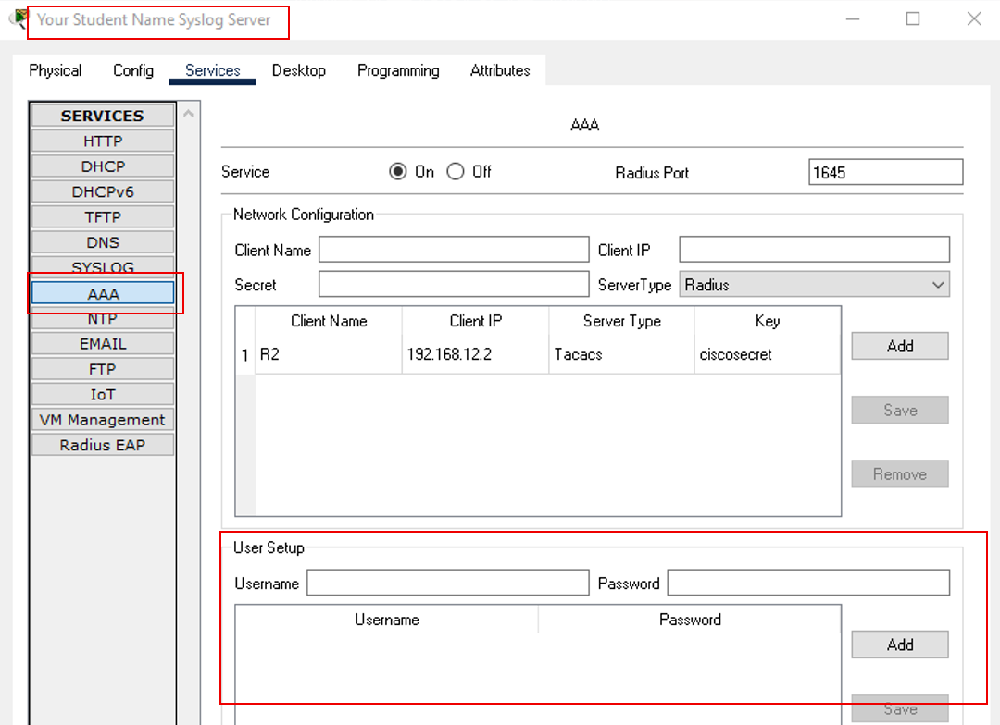 Your Student Name Syslog Server
Physical Config Services Desktop Programming Attributes
SERVICES
HTTP
DHCP
DHCPv6
TFTP
DNS
SYSLOG
AAA
NTP
EMAIL
FTP
IoT
VM Management
Radius EAP
AAA
Service On Off Radius Port 1645
Network Configuration
Client Name Client IP
Secret ServerType Radius
Client Name Client IP Server Type Key
1 R2 192.168.12.2 Tacacs ciscosecret
Add
Save
Remove
User Setup
Username Password
Username Password
Add
Save